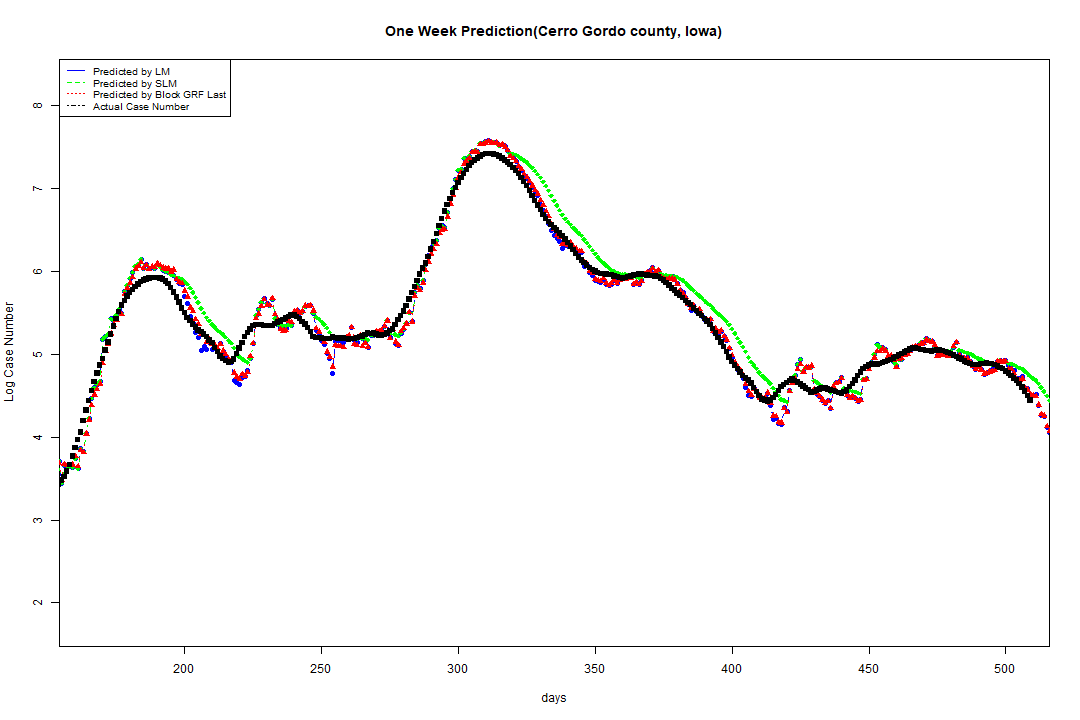 One Week Prediction(Cerro Gordo county, Iowa)
Predicted by LM
Predicted by SLM
Predicted by Block GRF Last
Actual Case Number
8
7
6
5
4
3
2
Log Case Number
200 250 300 350 400 450 500
days